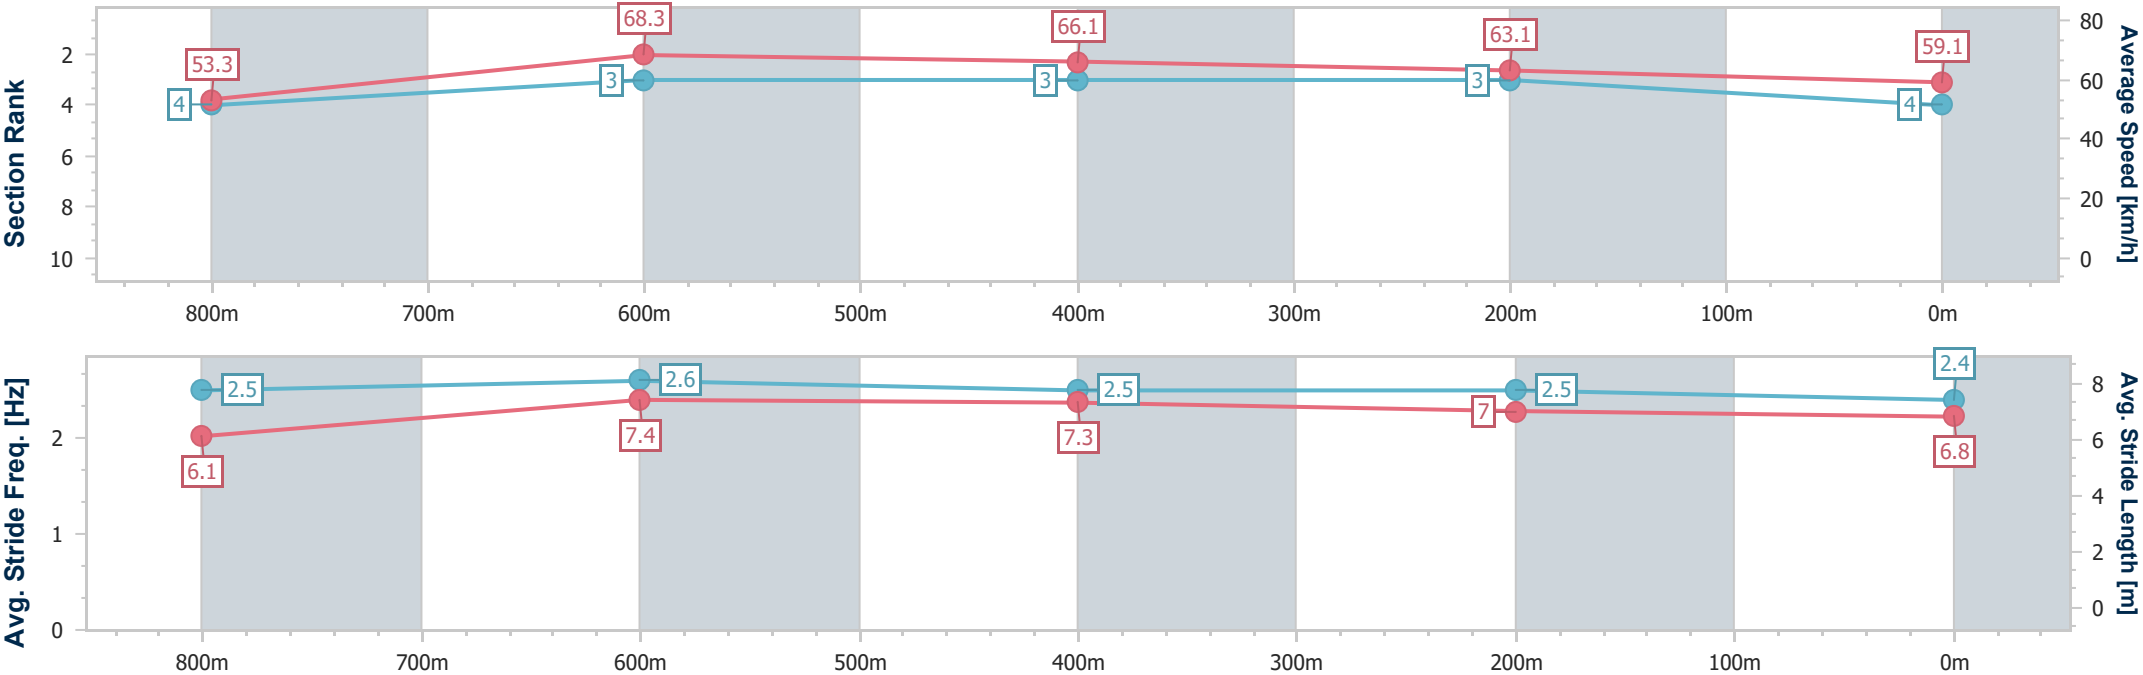 Section Rank
2
4
6
8
10
53.3
68.3
66.1
63.1
59.1
4
3
3
3
4
80
60
40
20
0
Average Speed [km/h]
800m
700m
600m
500m
400m
300m
200m
100m
0m
Avg. Stride Freq. [Hz]
2
1
0
2.5
2.6
2.5
2.5
2.4
6.1
7.4
7.3
7
6.8
8
6
4
2
0
Avg. Stride Length [m]
800m
700m
600m
500m
400m
300m
200m
100m
0m